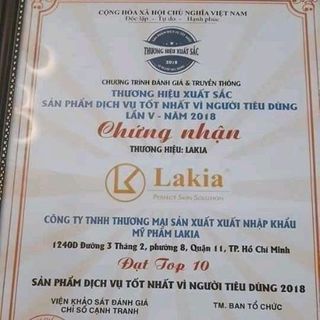 CỘNG HÒA XÃ HỘI CHỦ NGHĨA VIỆT NAM
Độc lập - Tự do - Hạnh phúc
THƯƠNG HIỆU XUẤT SẮC
2018
CHƯƠNG TRÌNH ĐÁNH GIÁ & TRUYỀN THÔNG
THƯƠNG HIỆU XUẤT SẮC
SẢN PHẨM DỊCH VỤ TỐT NHẤT VÌ NGƯỜI TIÊU DÙNG
LẦN V - NĂM 2018
Chứng nhận
THƯƠNG HIỆU: LAKIA
Lakia®
PERFECT SKIN SOLUTION
CÔNG TY TNHH THƯƠNG MẠI SẢN XUẤT XUẤT NHẬP KHẨU
MỸ PHẨM LAKIA
1240D Đường 3 Tháng 2, phường 8, Quận 11, TP. Hồ Chí Minh
Đạt Top 10
SẢN PHẨM DỊCH VỤ TỐT NHẤT VÌ NGƯỜI TIÊU DÙNG 2018
VIỆN KHẢO SÁT ĐÁNH GIÁ
CHỈ SỐ CẠNH TRANH
TM. BAN TỔ CHỨC